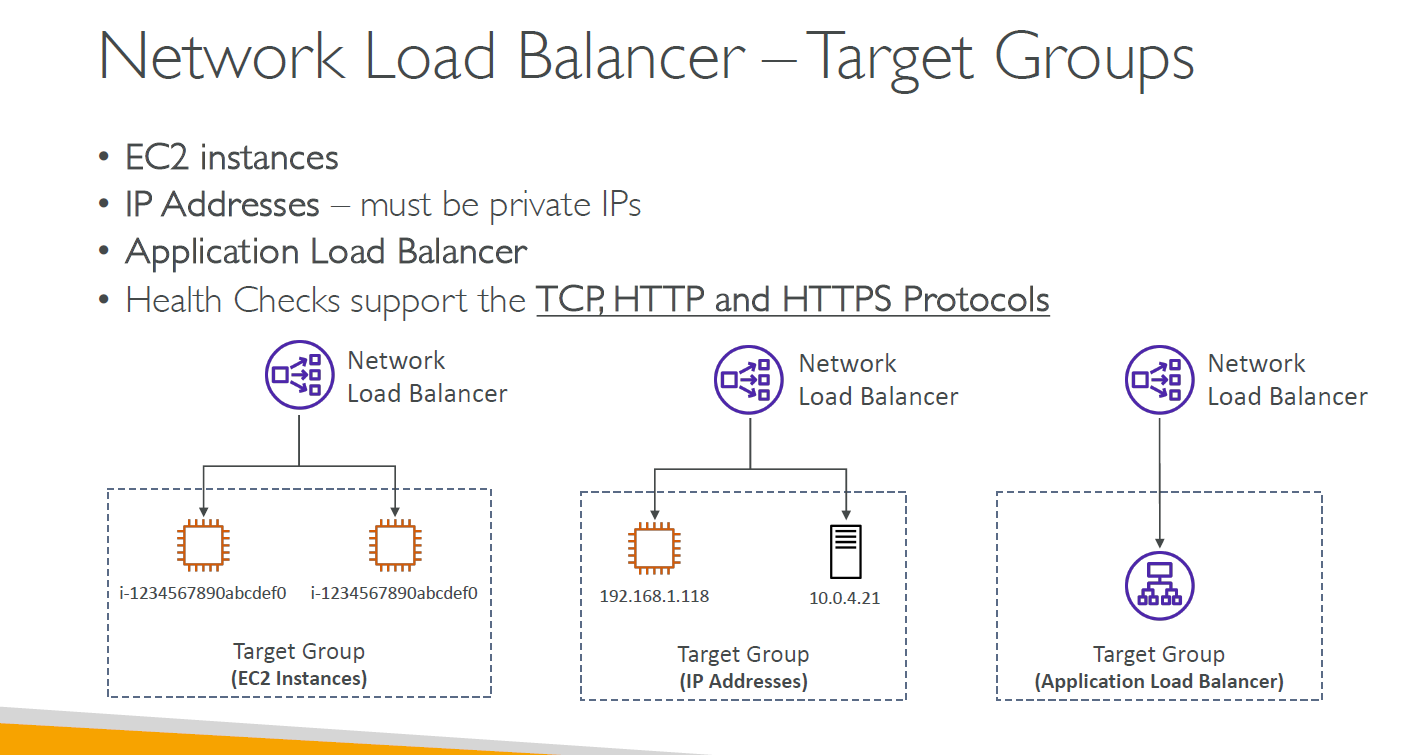 Network Load Balancer – Target Groups
• EC2 instances
• IP Addresses – must be private IPs
• Application Load Balancer
• Health Checks support the TCP, HTTP and HTTPS Protocols
Network
Load Balancer
i-1234567890abcdef0
i-1234567890abcdef0
Target Group
(EC2 Instances)
Network
Load Balancer
192.168.1.118
10.0.4.21
Target Group
(IP Addresses)
Network
Load Balancer
Target Group
(Application Load Balancer)